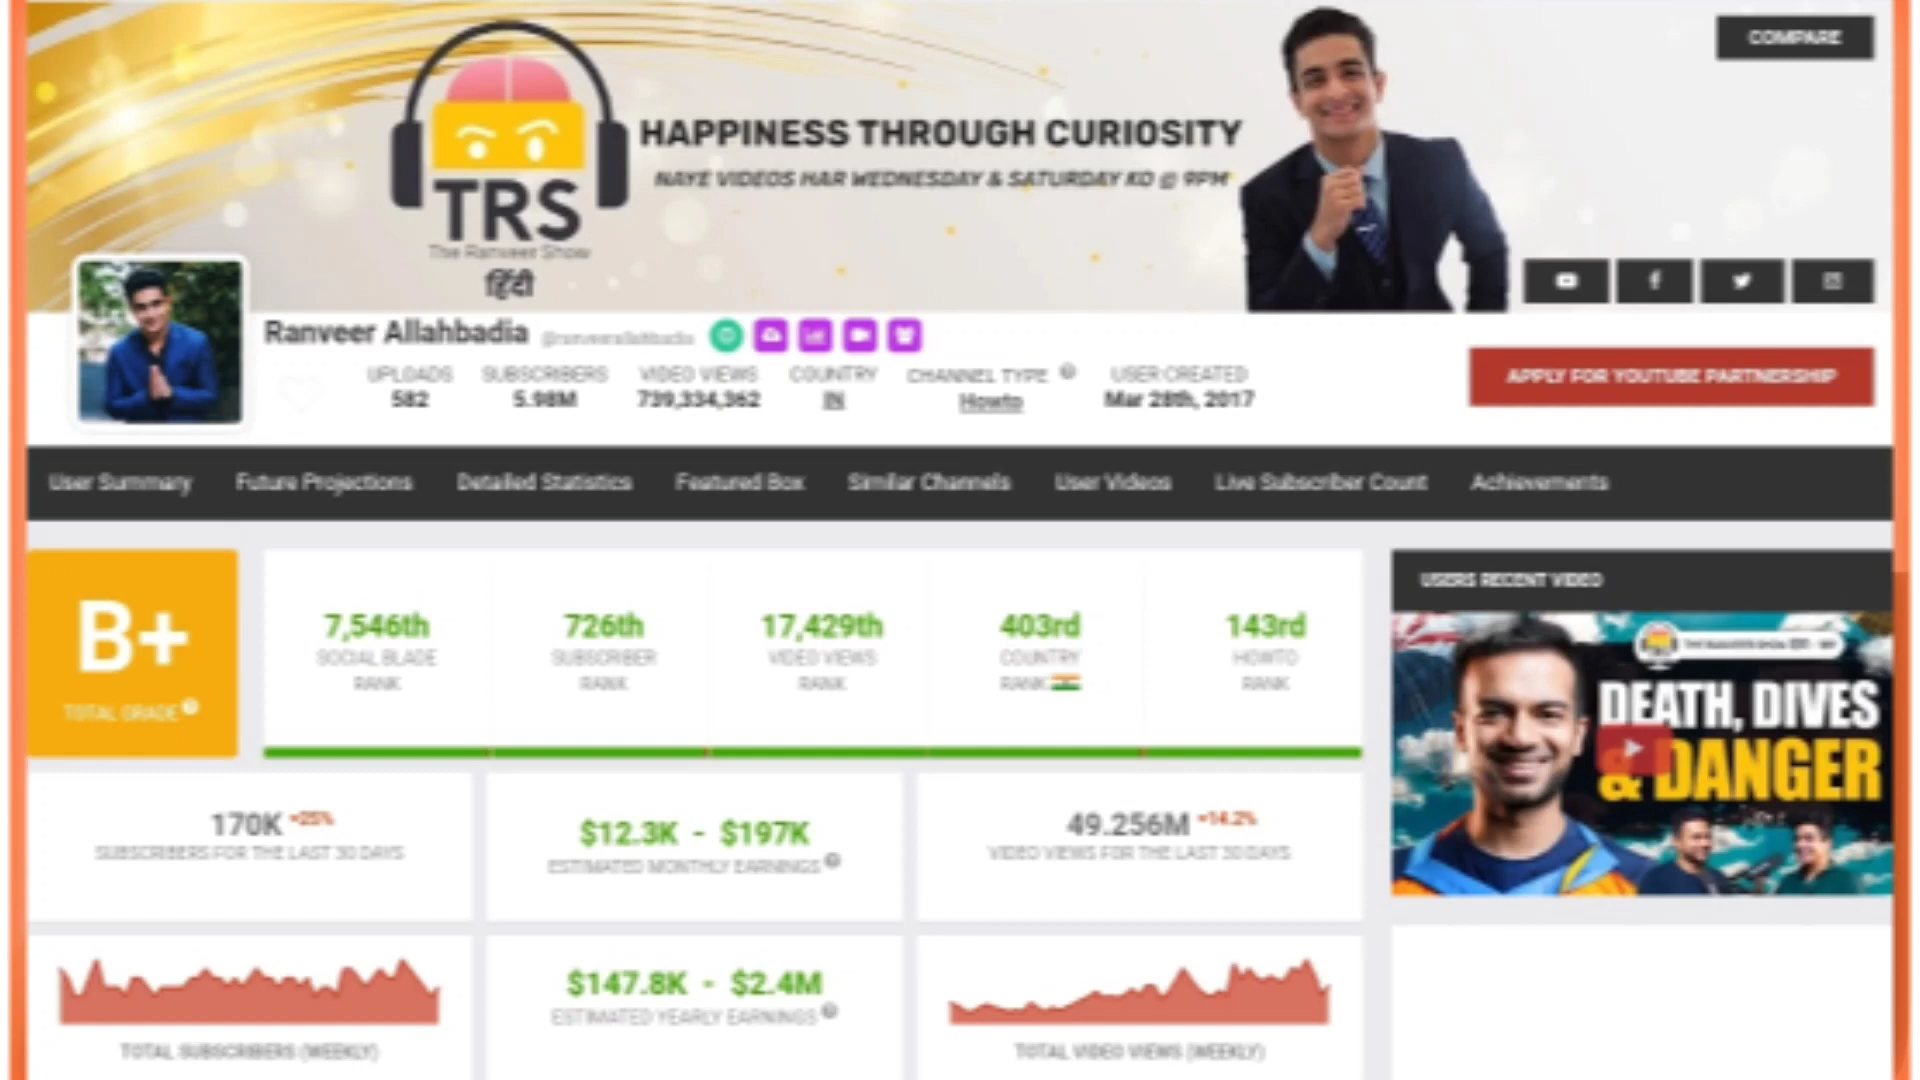 COMPARE
HAPPINESS THROUGH CURIOSITY
NAYE VIDEOS HAR WEDNESDAY & SATURDAY KO @ 9PM
TRS
The Ranveer Show
हिंदी
Ranveer Allahbadia @ranveerallahbadia
UPLOADS
582
SUBSCRIBERS
5.98M
VIDEO VIEWS
739,334,362
COUNTRY
IN
CHANNEL TYPE
Howto
USER CREATED
Mar 28th, 2017
APPLY FOR YOUTUBE PARTNERSHIP
User Summary Future Projections Detailed Statistics Featured Box Similar Channels User Videos Live Subscriber Count Achievements
B+
TOTAL GRADE
7,546th
SOCIAL BLADE
RANK
726th
SUBSCRIBER
RANK
17,429th
VIDEO VIEWS
RANK
403rd
COUNTRY
RANK
143rd
HOWTO
RANK
USERS RECENT VIDEO
DEATH, DIVES
& DANGER
170K
SUBSCRIBERS FOR THE LAST 30 DAYS
$12.3K - $197K
ESTIMATED MONTHLY EARNINGS
49.256M
VIDEO VIEWS FOR THE LAST 30 DAYS
TOTAL SUBSCRIBERS (WEEKLY)
$147.8K - $2.4M
ESTIMATED YEARLY EARNINGS
TOTAL VIDEO VIEWS (WEEKLY)